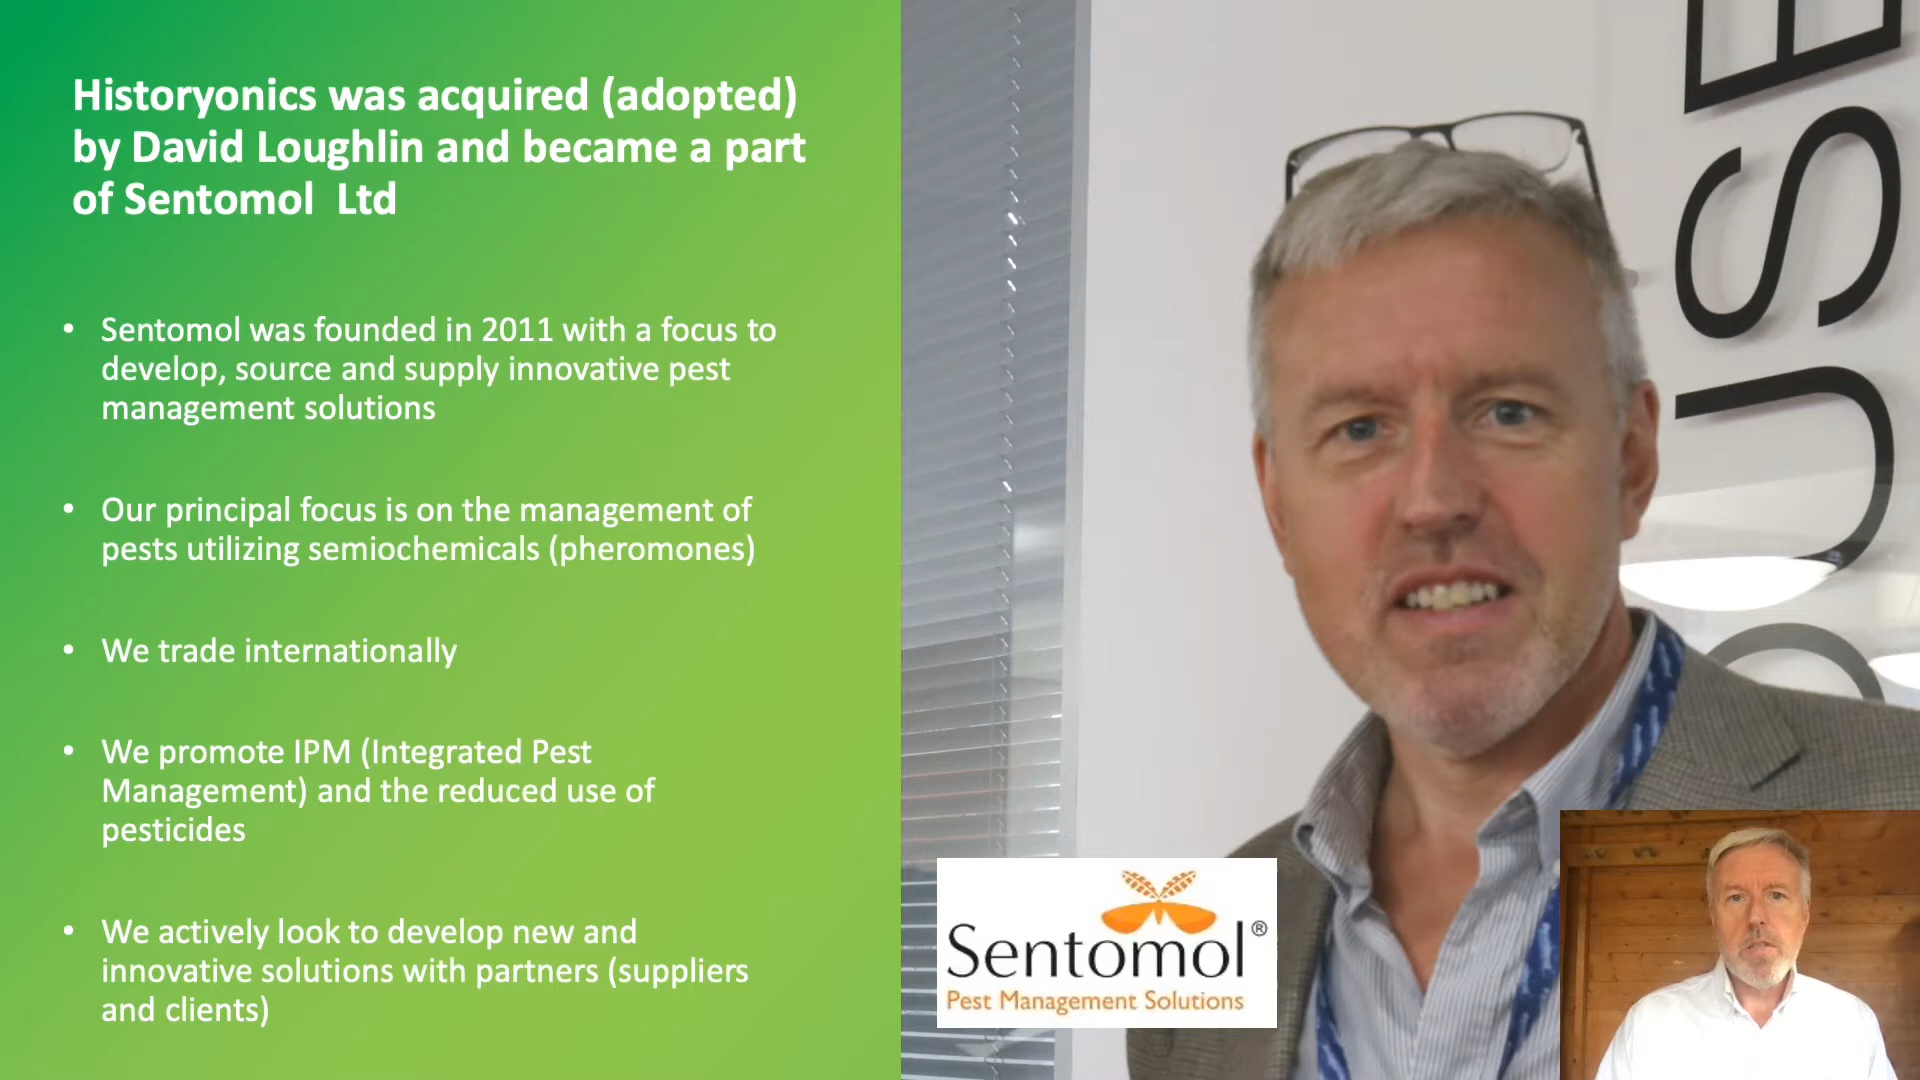 Historyonics was acquired (adopted)
by David Loughlin and became a part
of Sentomol Ltd
• Sentomol was founded in 2011 with a focus to
develop, source and supply innovative pest
management solutions
• Our principal focus is on the management of
pests utilizing semiochemicals (pheromones)
• We trade internationally
• We promote IPM (Integrated Pest
Management) and the reduced use of
pesticides
• We actively look to develop new and
innovative solutions with partners (suppliers
and clients)
OUSE
Sentomol®
Pest Management Solutions